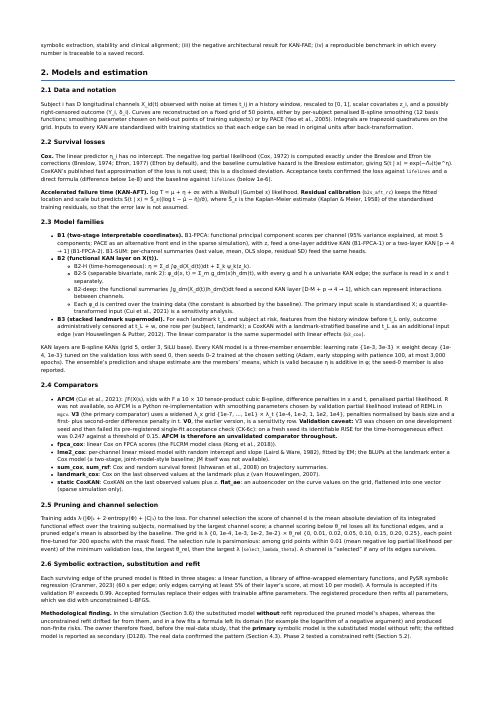 symbolic extraction, stability and clinical alignment; (iii) the negative architectural result for KAN-FAE; (iv) a reproducible benchmark in which every
number is traceable to a saved record.
2. Models and estimation
2.1 Data and notation
Subject i has D longitudinal channels X_id(t) observed with noise at times t_ij in a history window, rescaled to [0, 1], scalar covariates z_i, and a possibly
right-censored outcome (Y_i, δ_i). Curves are reconstructed on a fixed grid of 50 points, either by per-subject penalised B-spline smoothing (12 basis
functions; smoothing parameter chosen on held-out points of training subjects) or by PACE (Yao et al., 2005). Integrals are trapezoid quadratures on the
grid. Inputs to every KAN are standardised with training statistics so that each edge can be read in original units after back-transformation.
2.2 Survival losses
Cox. The linear predictor η_i has no intercept. The negative log partial likelihood (Cox, 1972) is computed exactly under the Breslow and Efron tie
corrections (Breslow, 1974; Efron, 1977) (Efron by default), and the baseline cumulative hazard is the Breslow estimator, giving S(t | x) = exp(−Λ̂₀(t)e^η).
CoxKAN's published Efron approximation of the loss is not used; this is a disclosed deviation. Acceptance tests confirmed the loss against lifelines and a
direct formula (difference below 1e-8) and the baseline against lifelines (below 1e-6).
Accelerated failure time (KAN-AFT). log T = μ + η + σε with a Weibull (Gumbel ε) likelihood. Residual calibration (b2s_aft_rc) keeps the fitted
location and scale but predicts S(t | x) = Ŝ_ε((log t − μ̂ − η̂)/σ̂), where Ŝ_ε is the Kaplan–Meier estimate (Kaplan & Meier, 1958) of the standardised
training residuals, so that the error law is not assumed.
2.3 Model families
• B1 (two-stage interpretable coordinates). B1-FPCA: functional principal component scores per channel (95% variance explained, at most 5
components; PACE as an alternative front end in the sparse simulation), with z, feed a one-layer additive KAN (B1-FPCA-1) or a two-layer KAN [p → 4
→ 1] (B1-FPCA-2). B1-SUM: per-channel summaries (last value, mean, OLS slope, residual SD) feed the same heads.
• B2 (functional KAN layer on X(t)).
◦ B2-H (time-homogeneous): η = Σ_d ∫φ_d(X_d(t))dt + Σ_k ψ_k(z_k).
◦ B2-S (separable bivariate, rank 2): φ_d(x, t) = Σ_m g_dm(x)h_dm(t), with every g and h a univariate KAN edge; the surface is read in x and t
separately.
◦ B2-deep: the functional summaries ∫g_dm(X_d(t))h_dm(t)dt feed a second KAN layer [D·M + p → 4 → 1], which can represent interactions
between channels.
◦ Each φ_d is centred over the training data (the constant is absorbed by the baseline). The primary input scale is standardised X; a quantile-
transformed input (Cui et al., 2021) is a sensitivity analysis.
• B3 (stacked landmark supermodel). For each landmark t_L and subject at risk, features from the history window before t_L only, outcome
administratively censored at t_L + w, one row per (subject, landmark); a CoxKAN with a landmark-stratified baseline and t_L as an additional input
edge (van Houwelingen & Putter, 2012). The linear comparator is the supermodel with linear effects (b3_cox).
KAN layers are B-spline KANs (grid 5, order 3, SiLU base). Every KAN model is a three-member ensemble: learning rate {1e-3, 3e-3} × weight decay {1e-
4, 1e-3} tuned on the validation loss with seed 0, then seeds 0–2 trained at the chosen setting (Adam, early stopping with patience 100, at most 3,000
epochs). The ensemble's prediction and shape estimate are the members' means, which is valid because η is additive in φ; the seed-0 member is also
reported.
2.4 Comparators
• AFCM (Cui et al., 2021): ∫F(X(s), s)ds with F a 10 × 10 tensor-product cubic B-spline, difference penalties in x and t, penalised partial likelihood. R
was not available, so AFCM is a Python re-implementation with smoothing parameters chosen by validation partial likelihood instead of REML in
mgcv. V3 (the primary comparator) uses a widened λ_x grid {1e-7, ..., 1e1} × λ_t {1e-4, 1e-2, 1, 1e2, 1e4}, penalties normalised by basis size and a
first- plus second-order difference penalty in t; V0, the earlier version, is a sensitivity row. Validation caveat: V3 was chosen on one development
seed and then failed its pre-registered single-fit acceptance check (CK-6c): on a fresh seed its identifiable RISE for the time-homogeneous effect
was 0.247 against a threshold of 0.15. AFCM is therefore an unvalidated comparator throughout.
• fpca_cox: linear Cox on FPCA scores (the FLCRM model class (Kong et al., 2018)).
• lme2_cox: per-channel linear mixed model with random intercept and slope (Laird & Ware, 1982), fitted by EM; the BLUPs at the landmark enter a
Cox model (a two-stage, joint-model-style baseline; JM itself was not available).
• sum_cox, sum_rsf: Cox and random survival forest (Ishwaran et al., 2008) on trajectory summaries.
• landmark_cox: Cox on the last observed values at the landmark plus z (van Houwelingen, 2007).
• static CoxKAN: CoxKAN on the last observed values plus z. flat_ae: an autoencoder on the curve values on the grid, flattened into one vector
(sparse simulation only).
2.5 Pruning and channel selection
Training adds λ·(|Φ|₁ + 2·entropy(Φ) + |C|₁) to the loss. For channel selection the score of channel d is the mean absolute deviation of its integrated
functional effect over the training subjects, normalised by the largest channel score; a channel scoring below θ_rel loses all its functional edges, and a
pruned edge's mean is absorbed by the baseline. The grid is λ {0, 1e-4, 1e-3, 1e-2, 3e-2} × θ_rel {0, 0.01, 0.02, 0.05, 0.10, 0.15, 0.20, 0.25}, each point
fine-tuned for 200 epochs with the mask fixed. The selection rule is parsimonious: among grid points within 0.01 (mean negative log partial likelihood per
event) of the minimum validation loss, the largest θ_rel, then the largest λ (select_lambda_theta). A channel is "selected" if any of its edges survives.
2.6 Symbolic extraction, substitution and refit
Each surviving edge of the pruned model is fitted in three stages: a linear function, a library of affine-wrapped elementary functions, and PySR symbolic
regression (Cranmer, 2023) (60 s per edge; only edges carrying at least 5% of their layer's score, at most 10 per model). A formula is accepted if its
validation R² exceeds 0.99. Accepted formulas replace their edges with trainable affine parameters. The registered procedure then refits all parameters,
which we did with unconstrained L-BFGS.
Methodological finding. In the simulation (Section 3.6) the substituted model without refit reproduced the pruned model's shapes, whereas the
unconstrained refit drifted far from them, and in a few fits a formula left its domain (for example the logarithm of a negative argument) and produced
non-finite risks. The owner therefore fixed, before the real-data study, that the primary symbolic model is the substituted model without refit; the refitted
model is reported as secondary (D128). The real data confirmed the pattern (Section 4.3). Phase 2 tested a constrained refit (Section 5.2).